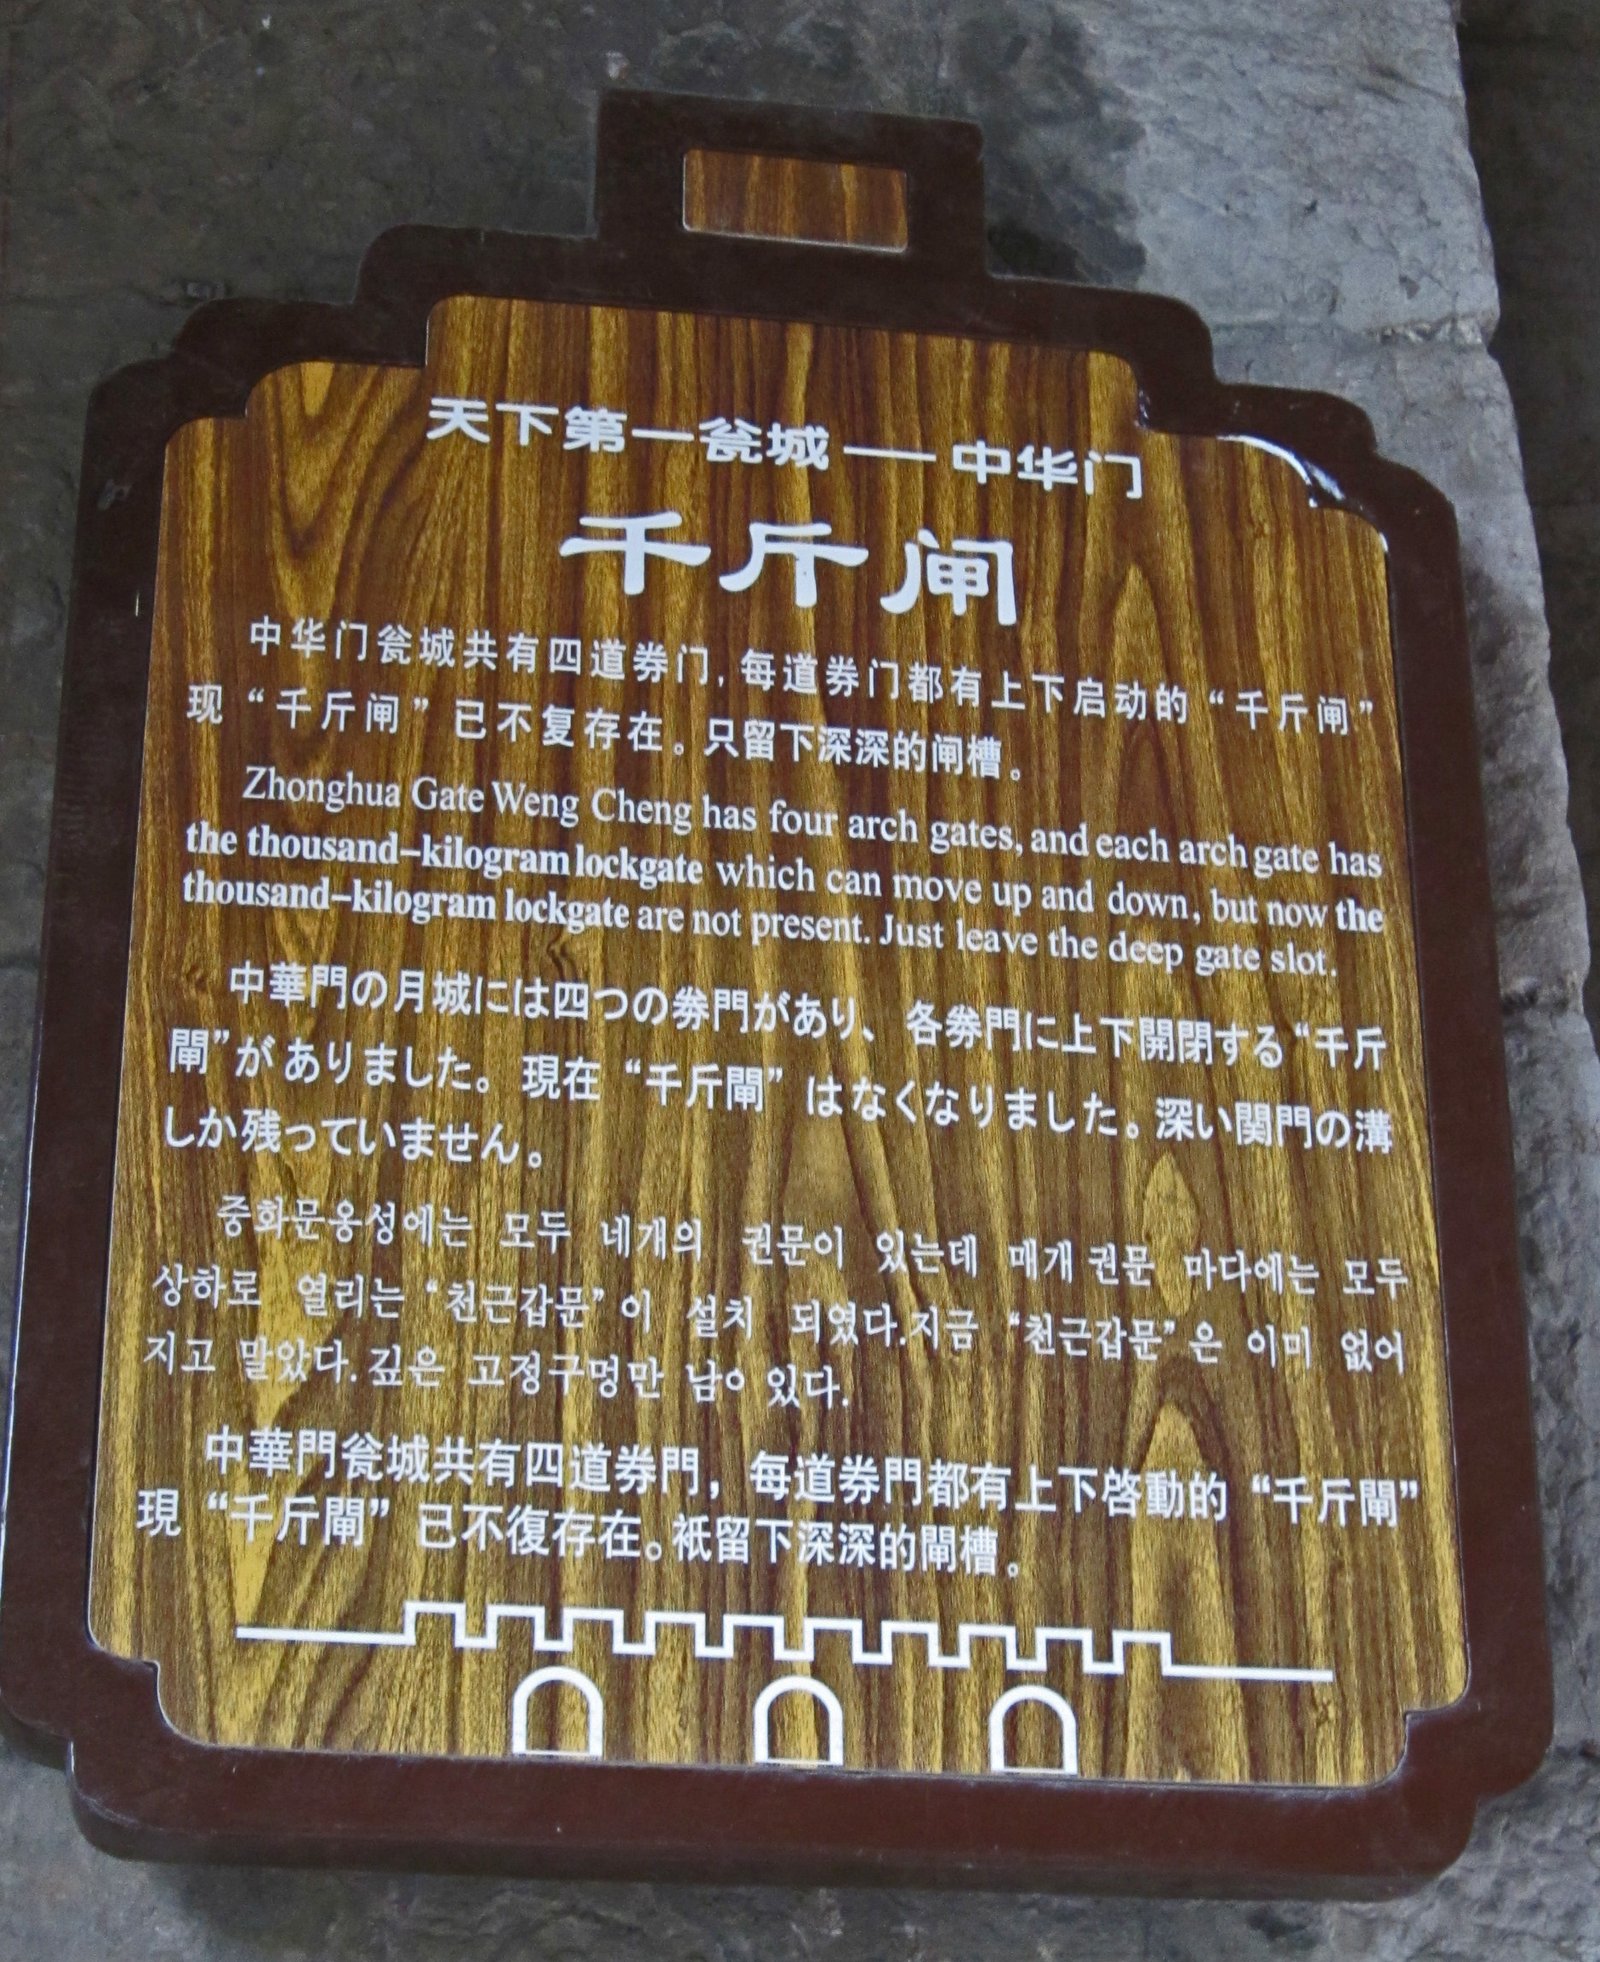 天下第一瓮城——中华门
千斤闸
中华门瓮城共有四道券门，每道券门都有上下启动的“千斤闸”
现“千斤闸”已不复存在。只留下深深的闸槽。
Zhonghua Gate Weng Cheng has four arch gates, and each arch gate has
the thousand-kilogram lockgate which can move up and down, but now the
thousand-kilogram lockgate are not present. Just leave the deep gate slot.
中華門の月城には四つの券門があり、各券門に上下開閉する“千斤
閘”がありました。現在“千斤閘”はなくなりました。深い関門の溝
しか残っていません。
중화문옹성에는 모두 네개의 권문이 있는데 매개 권문 마다에는 모두
상하로 열리는 “천근갑문”이 설치 되였다.지금 “천근갑문”은 이미 없어
지고 말았다.깊은 고정구멍만 남아 있다.
中華門瓮城共有四道券門，每道券門都有上下啓動的“千斤閘”
現“千斤閘”已不復存在。衹留下深深的閘槽。